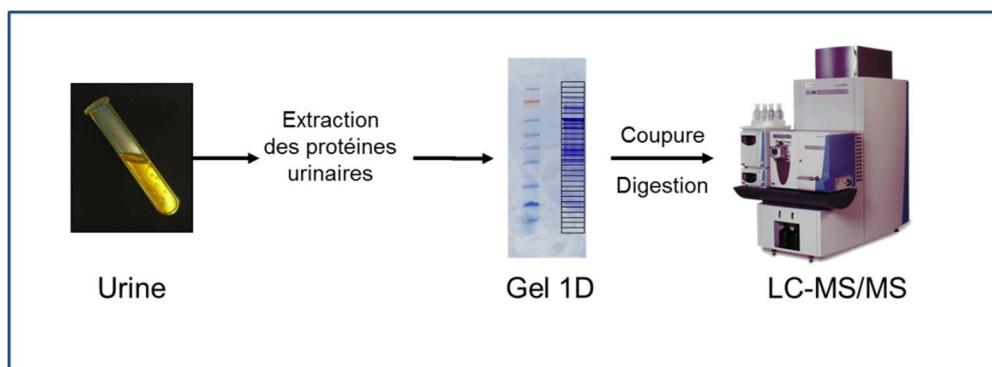 Extraction
des protéines
urinaires
Coupure
Digestion
Urine
Gel 1D
LC-MS/MS